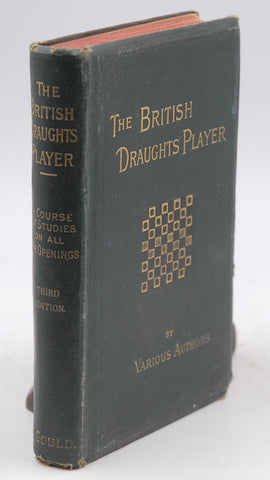 THE
BRITISH
DRAUGHTS
PLAYER
COURSE
STUDIES
ON ALL
OPENINGS
THIRD
EDITION.
GOULD.
THE BRITISH
DRAUGHTS PLAYER
BY
VARIOUS AUTHORS